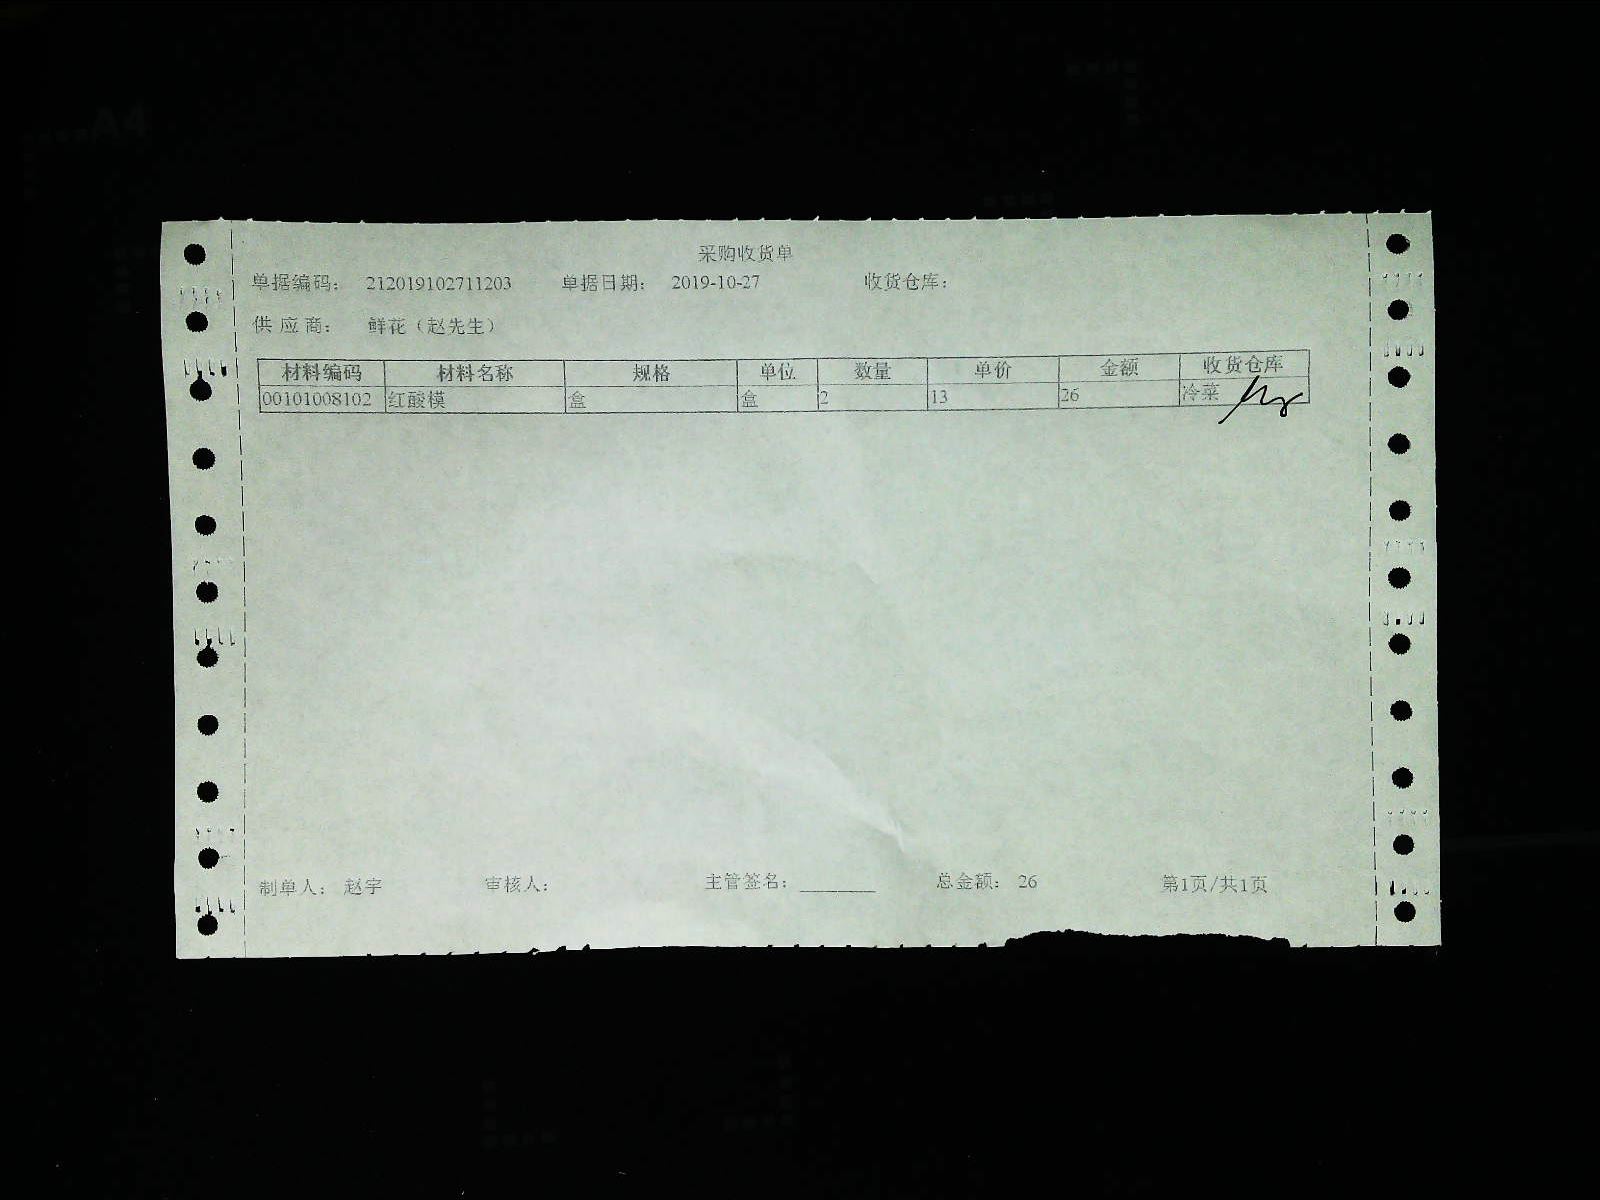 采购收货单
单据编码: 212019102711203 单据日期: 2019-10-27 收货仓库:
供应商: 鲜花（赵先生）
材料编码 材料名称 规格 单位 数量 单价 金额 收货仓库
00101008102 红酸模 盒 盒 2 13 26 冷菜
制单人: 赵宇 审核人: 主管签名: 总金额: 26 第1页/共1页